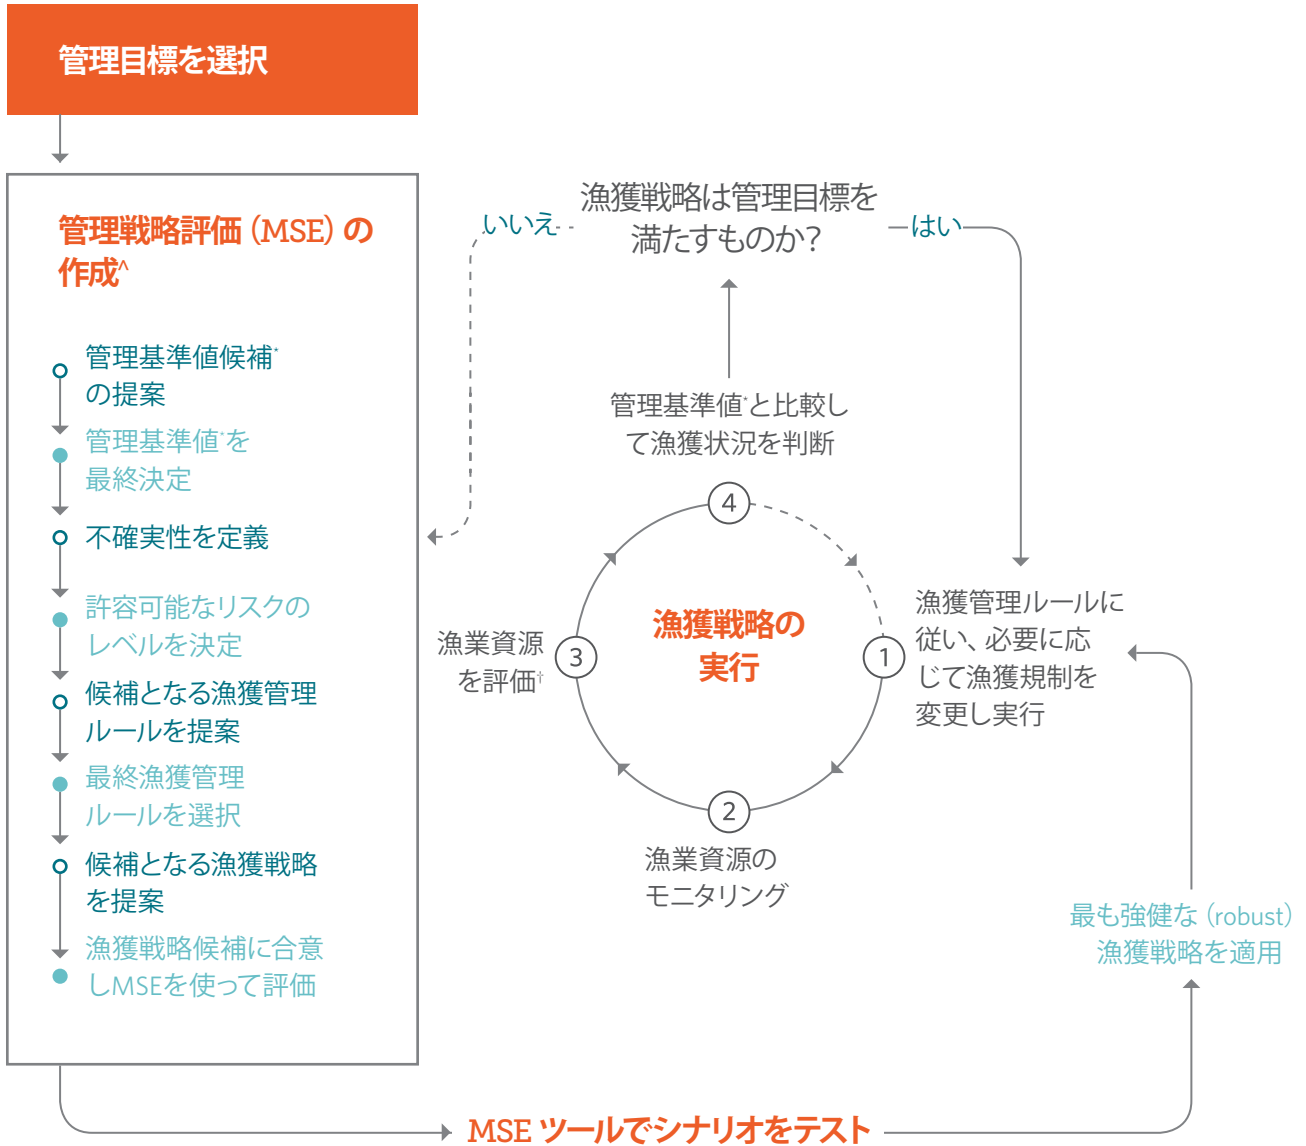 管理目標を選択
管理戦略評価（MSE）の
作成^
管理基準値候補*
の提案
管理基準値*を
最終決定
不確実性を定義
許容可能なリスクの
レベルを決定
候補となる漁獲管理
ルールを提案
最終漁獲管理
ルールを選択
候補となる漁獲戦略
を提案
漁獲戦略候補に合意
しMSEを使って評価
漁獲戦略は管理目標を
満たすものか？
いいえ
はい
管理基準値*と比較し
て漁獲状況を判断
4
漁獲戦略の
実行
3
漁業資源
を評価†
1
漁獲管理ルールに
従い、必要に応
じて漁獲規制を
変更し実行
2
漁業資源の
モニタリング
最も強健な（robust）
漁獲戦略を適用
MSE ツールでシナリオをテスト